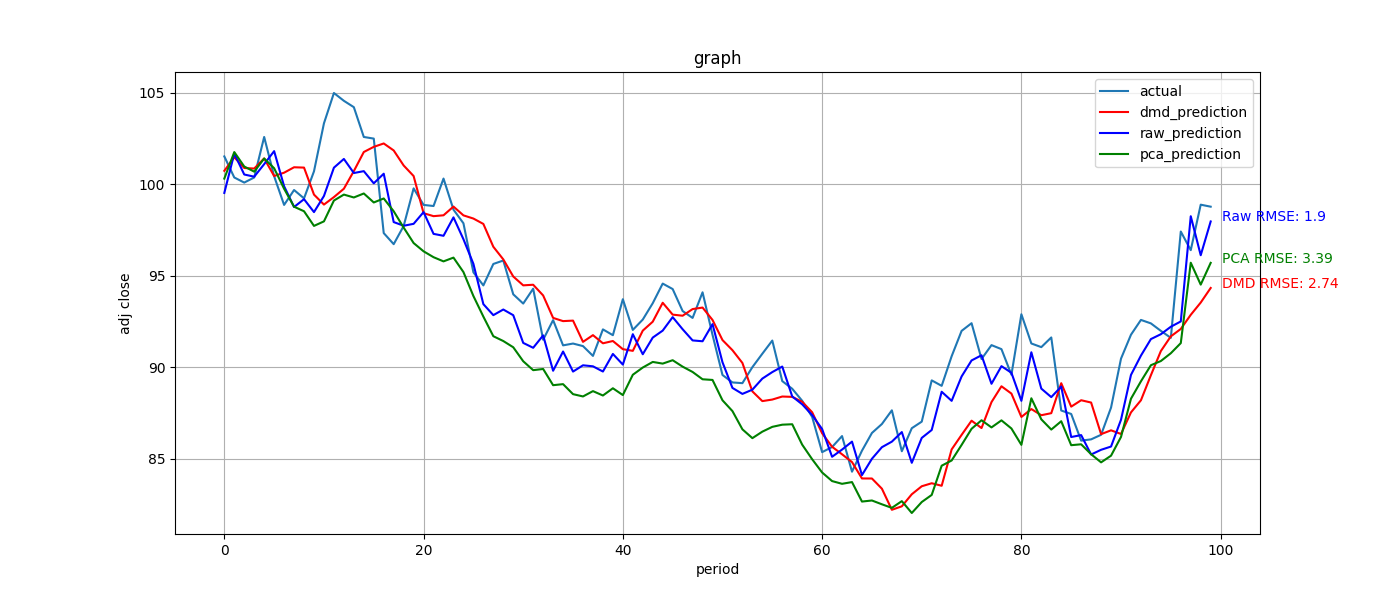 graph
105
100
95
90
85
adj close
actual
dmd_prediction
raw_prediction
pca_prediction
Raw RMSE: 1.9
PCA RMSE: 3.39
DMD RMSE: 2.74
0 20 40 60 80 100
period